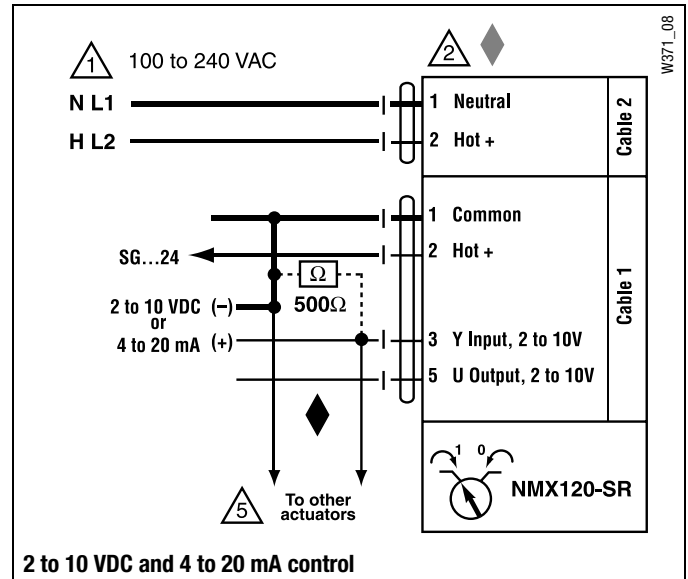 W371_08
1 100 to 240 VAC 2
N L1 1 Neutral
H L2 2 Hot +
Cable 2
1 Common
SG...24 2 Hot +
Ω
500Ω
2 to 10 VDC (–)
or
4 to 20 mA (+) 3 Y Input, 2 to 10V
5 U Output, 2 to 10V
Cable 1
5 To other
actuators
1 0
NMX120-SR
2 to 10 VDC and 4 to 20 mA control